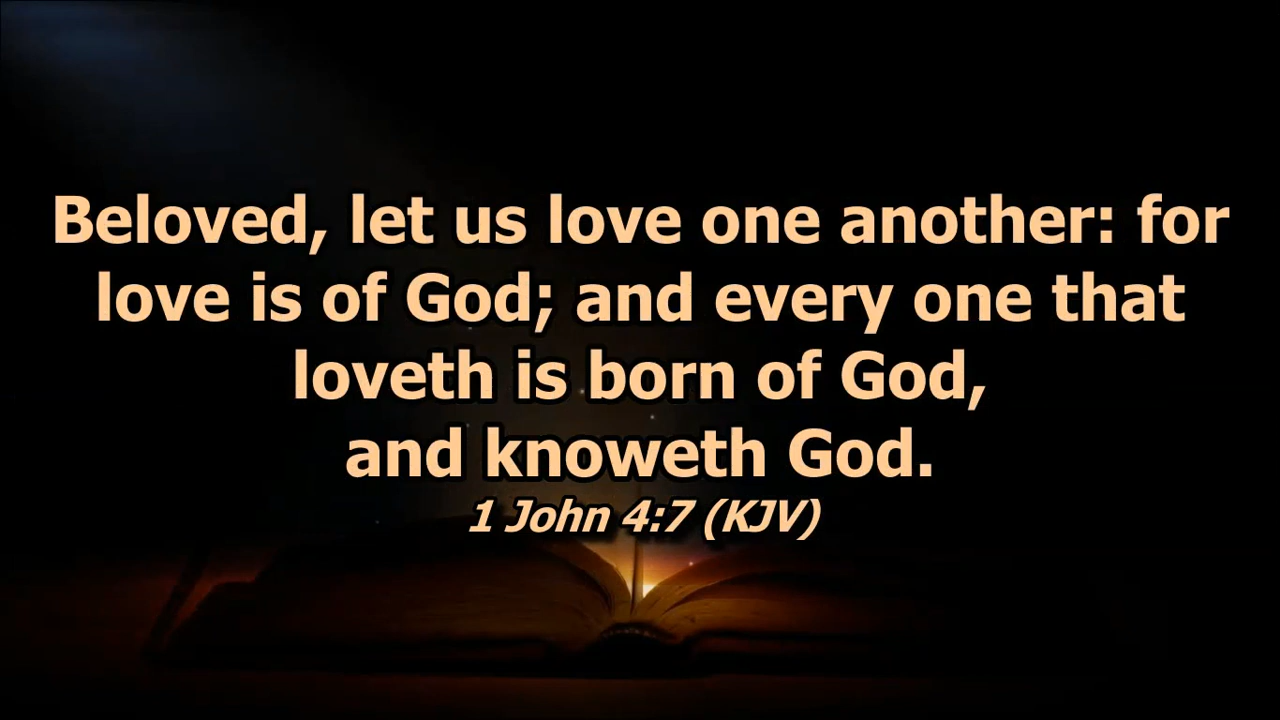 Beloved, let us love one another: for
love is of God; and every one that
loveth is born of God,
and knoweth God.
1 John 4:7 (KJV)